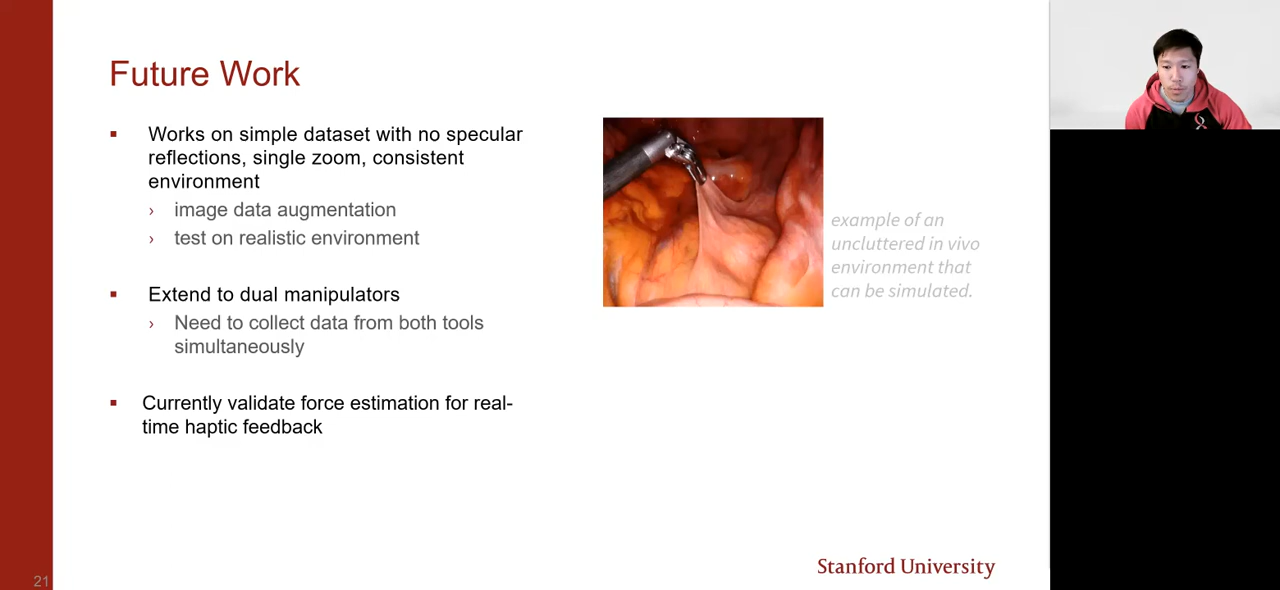 Future Work
▪ Works on simple dataset with no specular
reflections, single zoom, consistent
environment
› image data augmentation
› test on realistic environment
▪ Extend to dual manipulators
› Need to collect data from both tools
simultaneously
▪ Currently validate force estimation for real-
time haptic feedback
example of an
uncluttered in vivo
environment that
can be simulated.
Stanford University
21